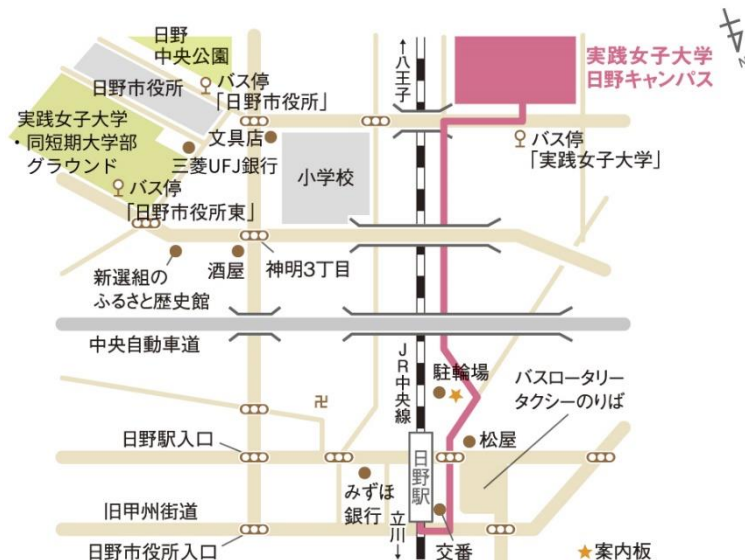 日野
中央公園
日野市役所
バス停
「日野市役所」
実践女子大学
・同短期大学部
グラウンド
文具店
三菱UFJ銀行
バス停
「日野市役所東」
小学校
←八王子
実践女子大学
日野キャンパス
N
バス停
「実践女子大学」
新選組の
ふるさと歴史館
酒屋
神明3丁目
中央自動車道
JR中央線
駐輪場
バスロータリー
タクシーのりば
卍
日野駅入口
松屋
みずほ
銀行
日野駅
旧甲州街道
立川→
交番
日野市役所入口
★案内板